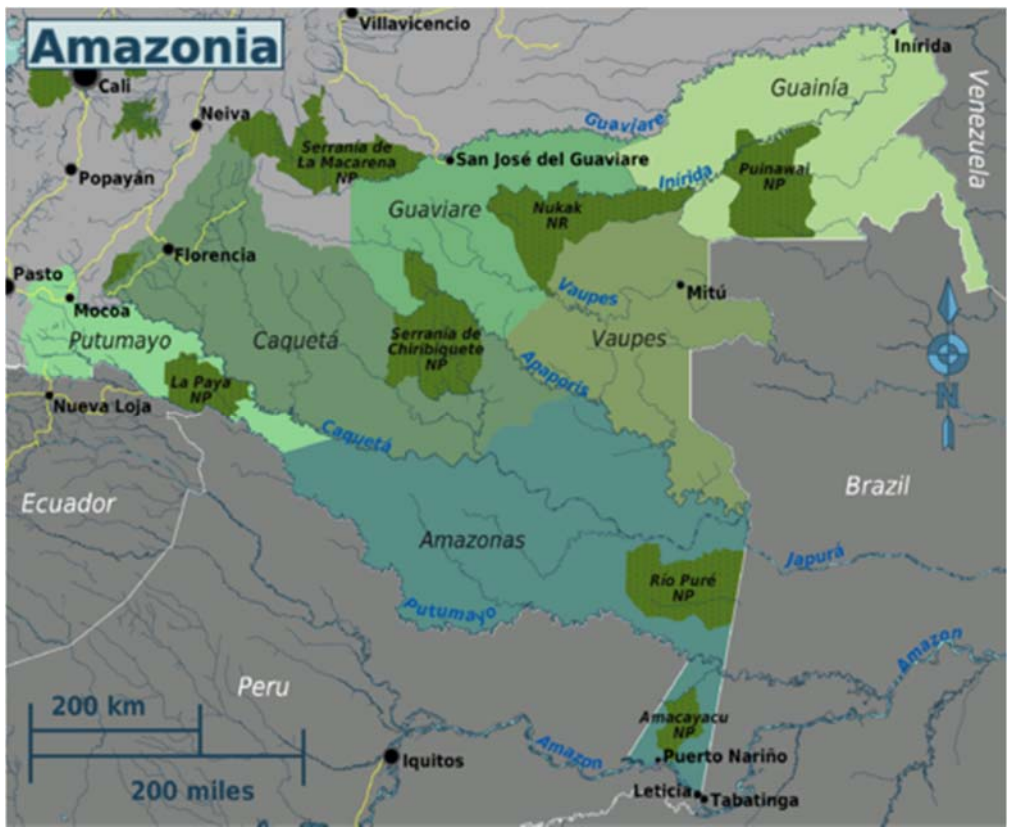 Amazonia
Villavicencio
Inírida
Cali
Guainía
Venezuela
Neiva
Guaviare
Serranía de
La Macarena
NP
San José del Guaviare
Puinawai
NP
Popayán
Inírida
Guaviare
Nukak
NR
Florencia
Pasto
Vaupes
Mitú
Mocoa
Putumayo
Caquetá
Serranía de
Chiribiquete
NP
Vaupes
Apaporis
La Paya
NP
N
Nueva Loja
Caquetá
Ecuador
Brazil
Amazonas
Japurá
Río Puré
NP
Putumayo
Amazon
Peru
200 km
Amacayacu
NP
Amazon
Puerto Nariño
Iquitos
200 miles
Leticia
Tabatinga